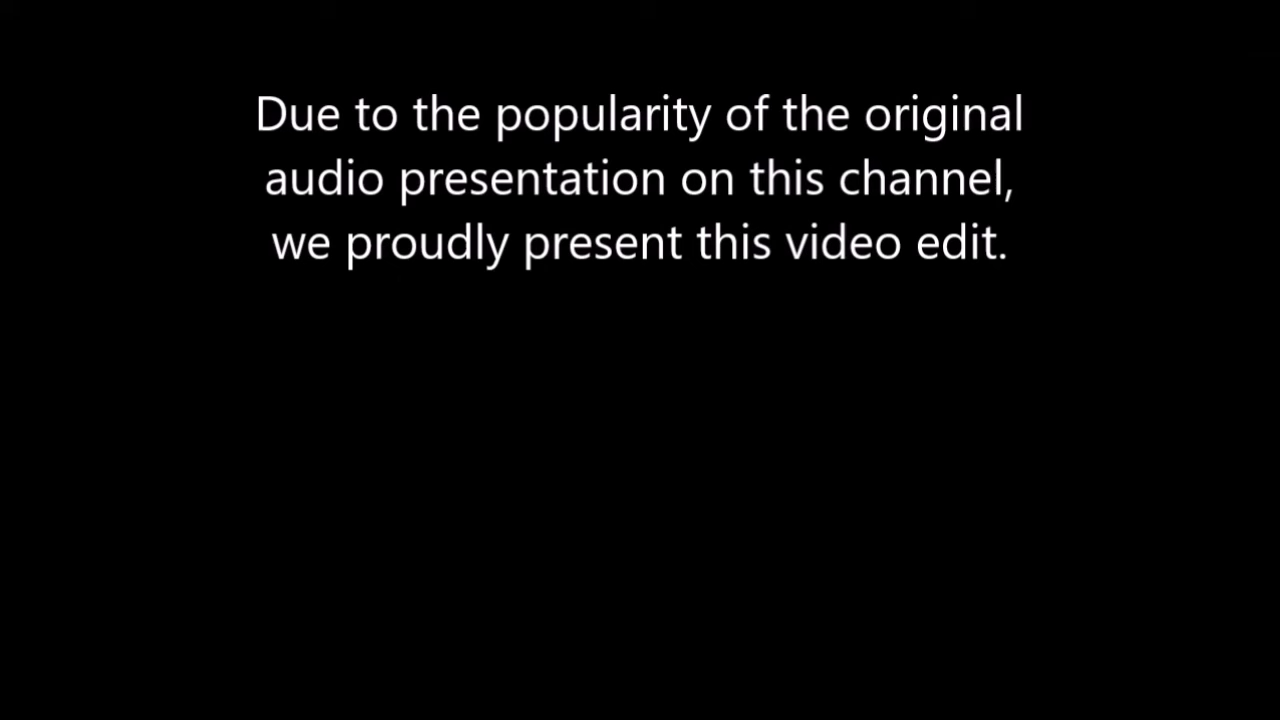 Due to the popularity of the original
audio presentation on this channel,
we proudly present this video edit.